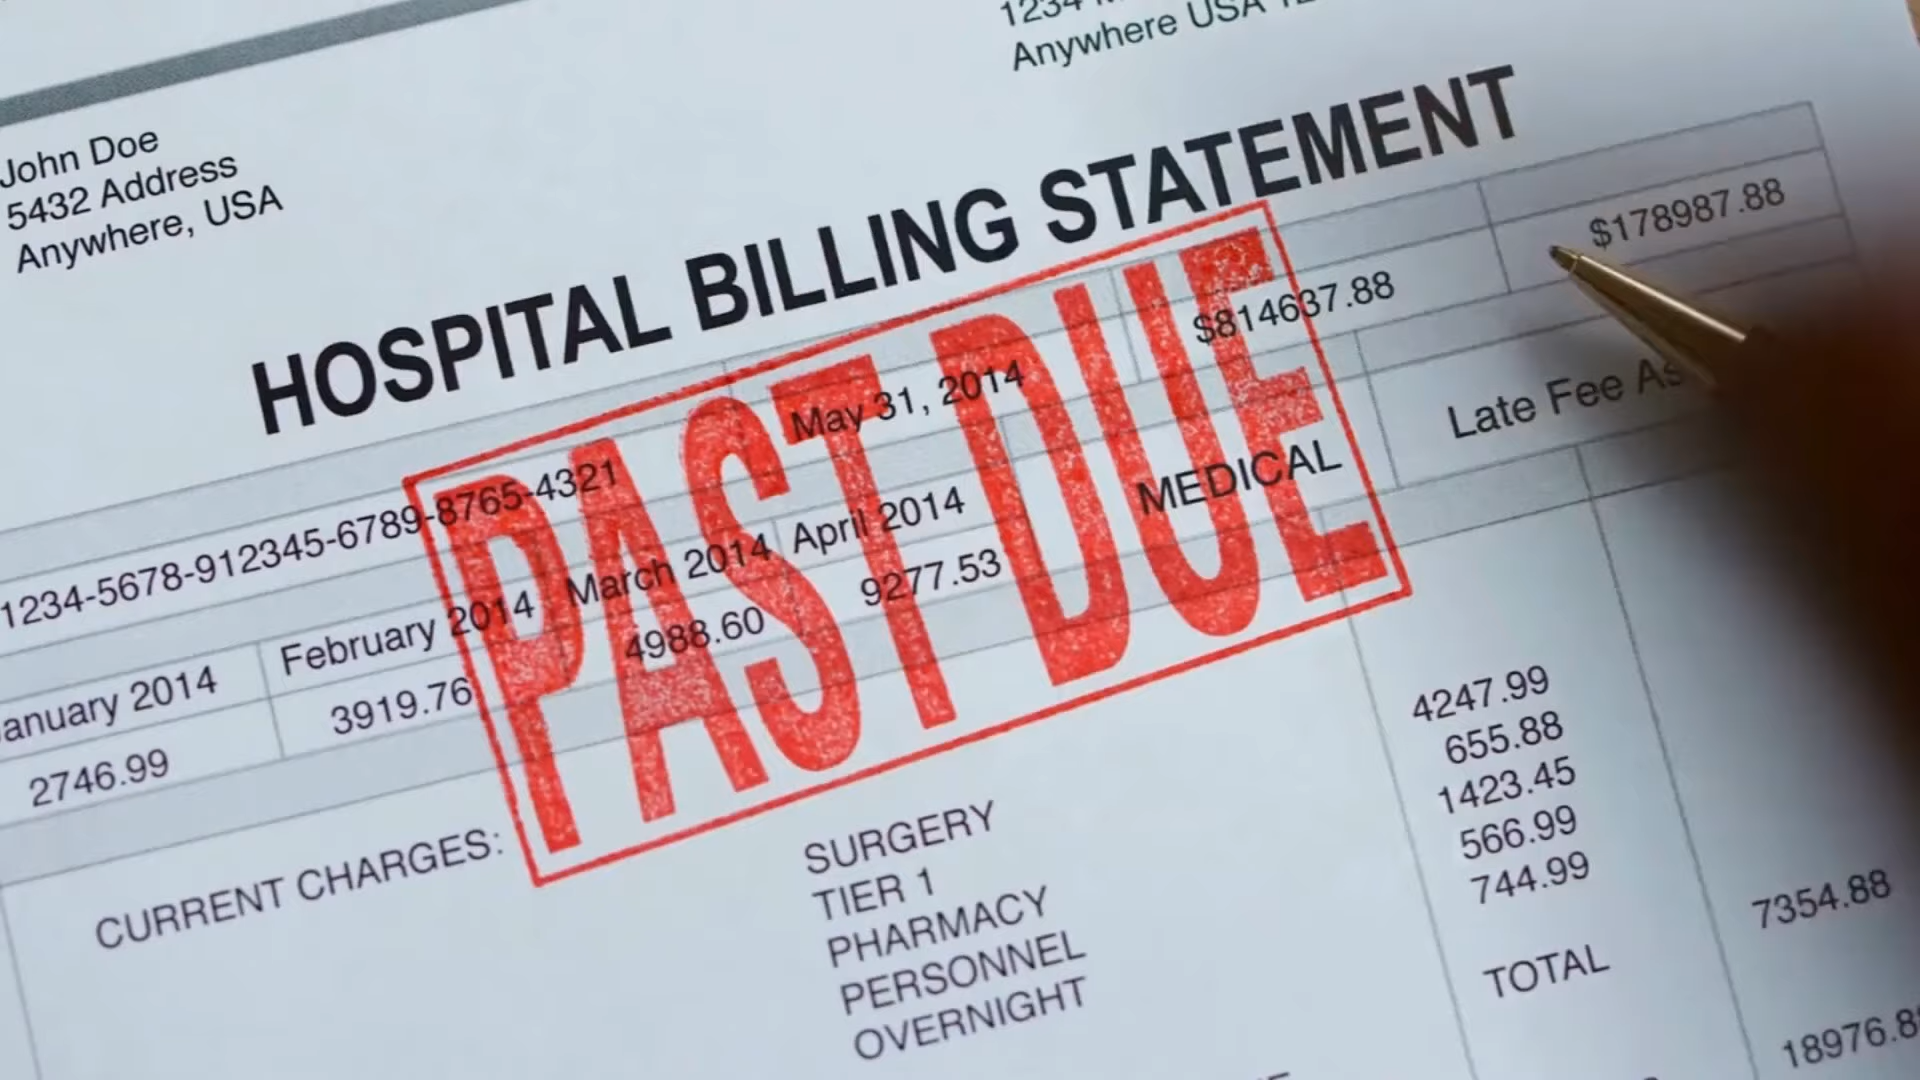 1234
Anywhere USA
John Doe
5432 Address
Anywhere, USA
HOSPITAL BILLING STATEMENT
1234-5678-912345-6789-8765-4321
May 31, 2014
$814637.88
$178987.88
PAST DUE
January 2014
February 2014
March 2014
April 2014
MEDICAL
Late Fee
2746.99
3919.76
4988.60
9277.53
CURRENT CHARGES:
SURGERY
4247.99
TIER 1
655.88
PHARMACY
1423.45
PERSONNEL
566.99
OVERNIGHT
744.99
7354.88
TOTAL